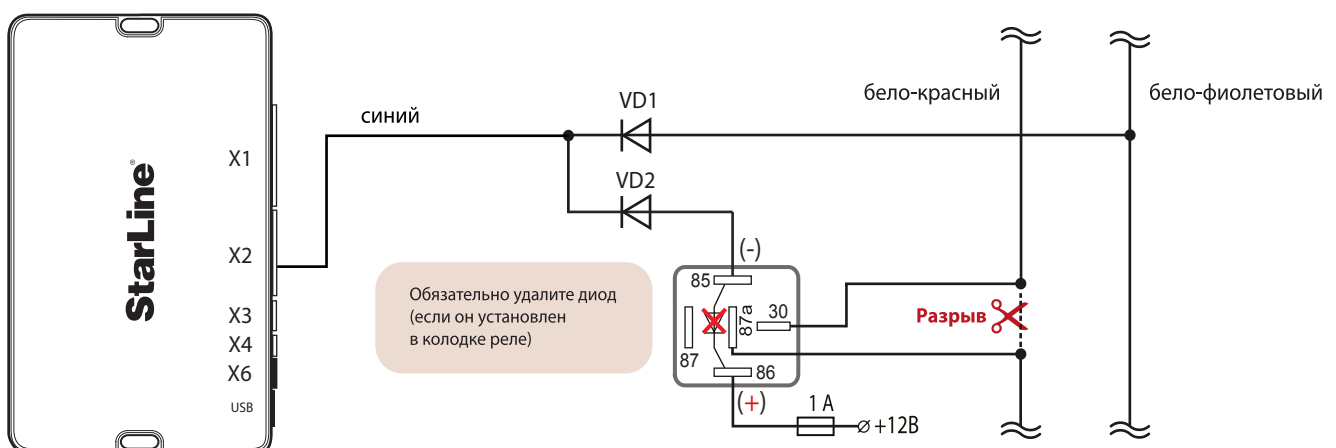 StarLine®
X1
X2
X3
X4
X6
USB
синий
VD1
VD2
бело-красный
бело-фиолетовый
Обязательно удалите диод
(если он установлен
в колодке реле)
(-)
85
87a
30
87
86
(+)
Разрыв
1 А
+12В